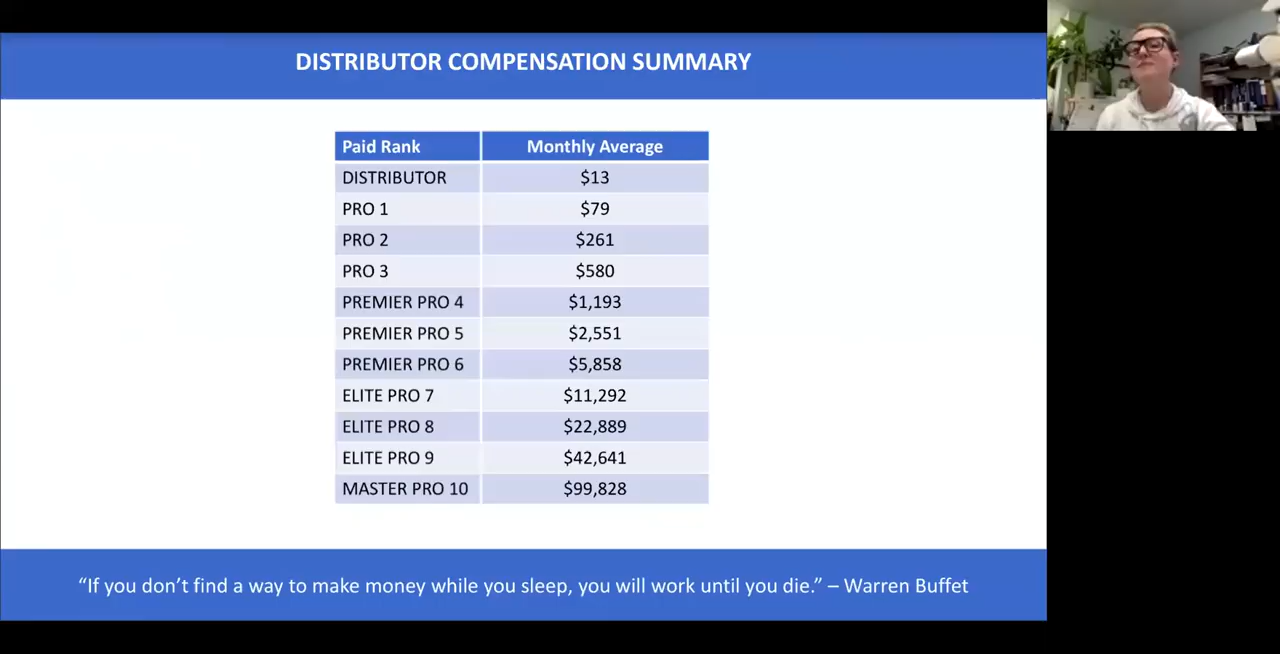 DISTRIBUTOR COMPENSATION SUMMARY
Paid Rank Monthly Average
DISTRIBUTOR $13
PRO 1 $79
PRO 2 $261
PRO 3 $580
PREMIER PRO 4 $1,193
PREMIER PRO 5 $2,551
PREMIER PRO 6 $5,858
ELITE PRO 7 $11,292
ELITE PRO 8 $22,889
ELITE PRO 9 $42,641
MASTER PRO 10 $99,828
“If you don’t find a way to make money while you sleep, you will work until you die.” – Warren Buffet